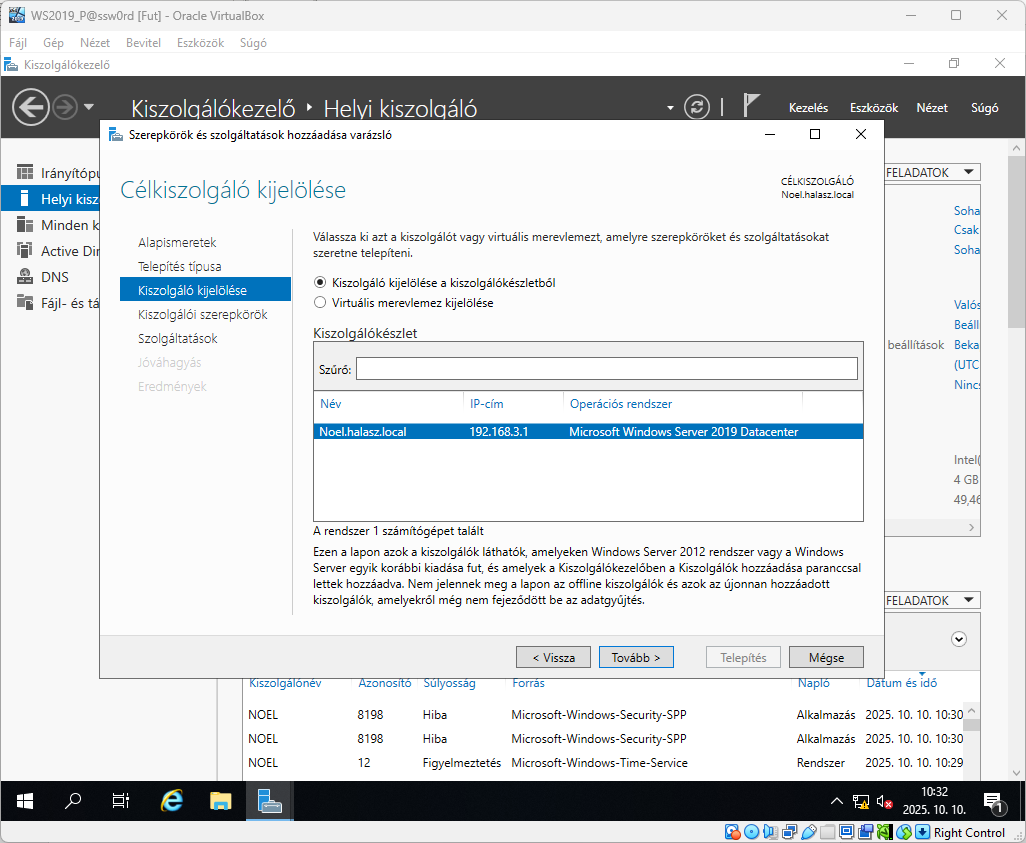 WS2019_P@ssw0rd [Fut] - Oracle VirtualBox
Fájl Gép Nézet Bevitel Eszközök Súgó
Kiszolgálókezelő
Kiszolgálókezelő Helyi kiszolgáló
Kezelés Eszközök Nézet Súgó
Szerepkörök és szolgáltatások hozzáadása varázsló
Célkiszolgáló kijelölése
CÉLKISZOLGÁLÓ
Noel.halasz.local
Irányítópu
Helyi kisz
Minden k
Active Dir
DNS
Fájl- és tá
Alapismeretek
Telepítés típusa
Kiszolgáló kijelölése
Kiszolgálói szerepkörök
Szolgáltatások
Jóváhagyás
Eredmények
Válassza ki azt a kiszolgálót vagy virtuális merevlemezt, amelyre szerepköröket és szolgáltatásokat
szeretne telepíteni.
Kiszolgáló kijelölése a kiszolgálókészletből
Virtuális merevlemez kijelölése
Kiszolgálókészlet
Szűrő:
Név IP-cím Operációs rendszer
Noel.halasz.local 192.168.3.1 Microsoft Windows Server 2019 Datacenter
A rendszer 1 számítógépet talált
Ezen a lapon azok a kiszolgálók láthatók, amelyeken Windows Server 2012 rendszer vagy a Windows
Server egyik korábbi kiadása fut, és amelyek a Kiszolgálókezelőben a Kiszolgálók hozzáadása paranccsal
lettek hozzáadva. Nem jelennek meg a lapon az offline kiszolgálók és azok az újonnan hozzáadott
kiszolgálók, amelyekről még nem fejeződött be az adatgyűjtés.
< Vissza Tovább > Telepítés Mégse
FELADATOK
Soha
Csak
Soha
Valós
Beáll
beállítások Beka
(UTC
Nincs
Intel(
4 GB
49,46
FELADATOK
Kiszolgálónév Azonosító Súlyosság Forrás Napló Dátum és idő
NOEL 8198 Hiba Microsoft-Windows-Security-SPP Alkalmazás 2025. 10. 10. 10:30
NOEL 8198 Hiba Microsoft-Windows-Security-SPP Alkalmazás 2025. 10. 10. 10:30
NOEL 12 Figyelmeztetés Microsoft-Windows-Time-Service Rendszer 2025. 10. 10. 10:29
10:32
2025. 10. 10.
1
Right Control